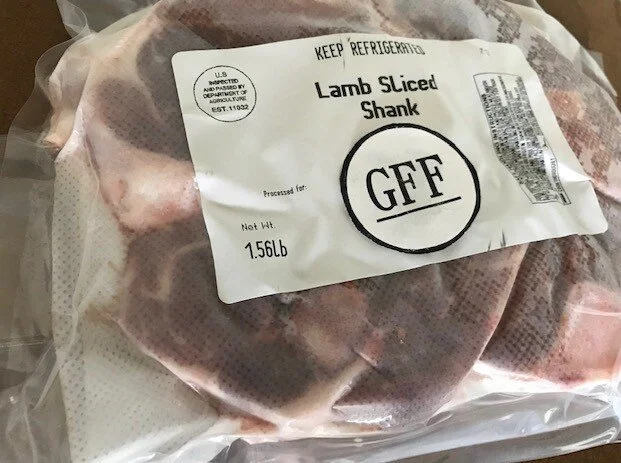 KEEP REFRIGERATED
U.S
INSPECTED
AND PASSED BY
DEPARTMENT OF
AGRICULTURE
EST. 11032
Lamb Sliced
Shank
GFF
Processed for:
Net Wt.
1.56Lb